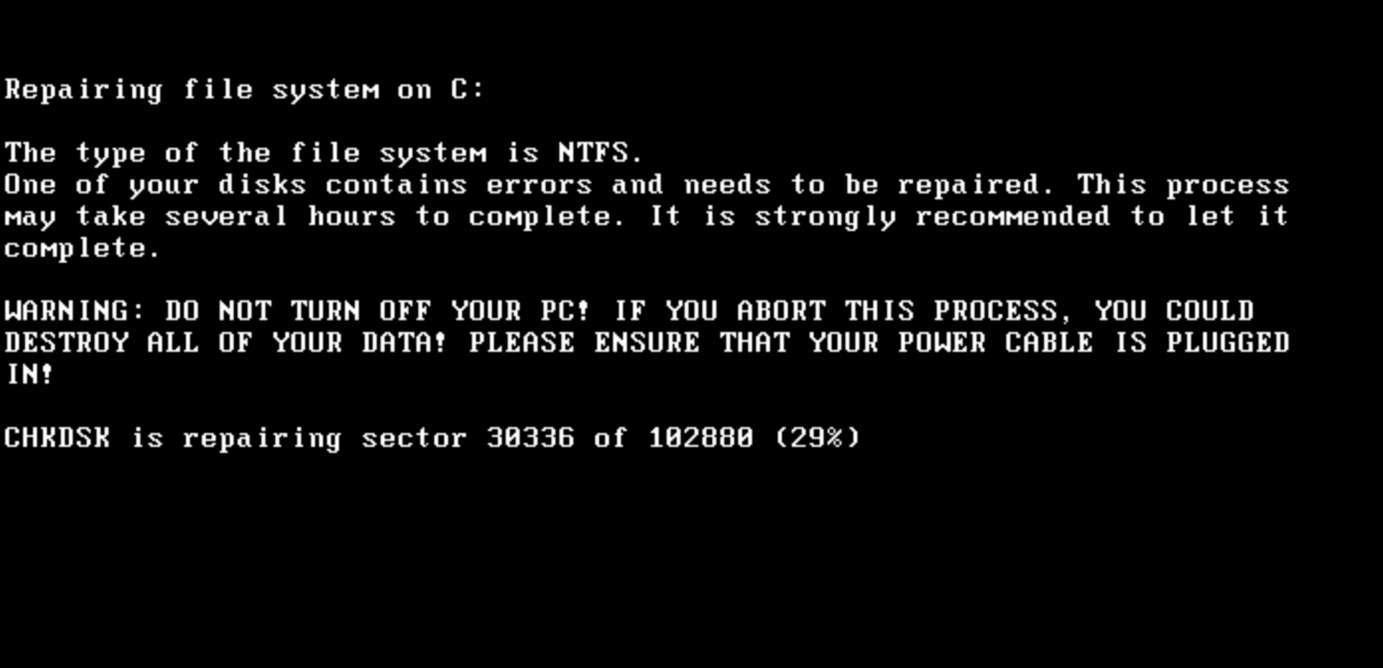 Repairing file system on C:
The type of the file system is NTFS.
One of your disks contains errors and needs to be repaired. This process
may take several hours to complete. It is strongly recommended to let it
complete.
WARNING: DO NOT TURN OFF YOUR PC! IF YOU ABORT THIS PROCESS, YOU COULD
DESTROY ALL OF YOUR DATA! PLEASE ENSURE THAT YOUR POWER CABLE IS PLUGGED
IN!
CHKDSK is repairing sector 30336 of 102880 (29%)